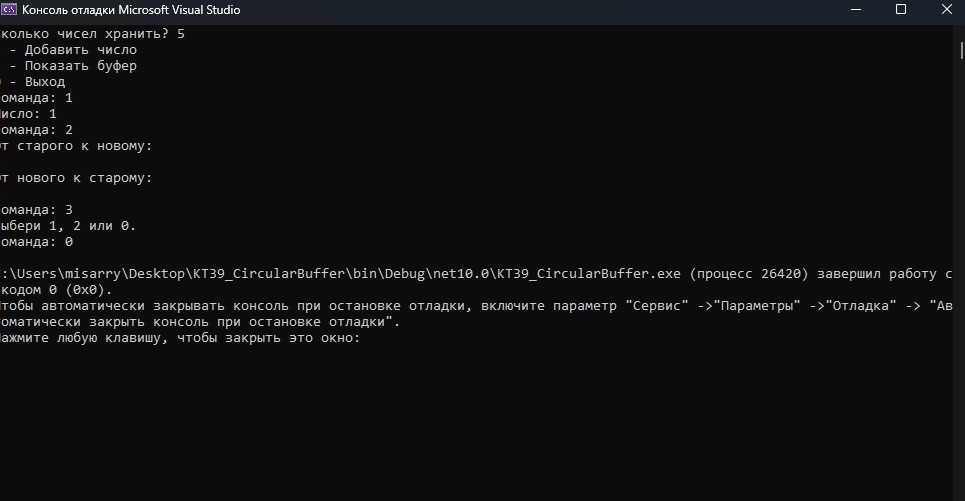 Консоль отладки Microsoft Visual Studio
колько чисел хранить? 5
- Добавить число
- Показать буфер
- Выход
оманда: 1
исло: 1
оманда: 2
т старого к новому:
т нового к старому:
оманда: 3
ыбери 1, 2 или 0.
оманда: 0
:\Users\misarry\Desktop\KT39_CircularBuffer\bin\Debug\net10.0\KT39_CircularBuffer.exe (процесс 26420) завершил работу с
кодом 0 (0x0).
тобы автоматически закрывать консоль при остановке отладки, включите параметр "Сервис" ->"Параметры" ->"Отладка" -> "Ав
оматически закрыть консоль при остановке отладки".
ажмите любую клавишу, чтобы закрыть это окно: